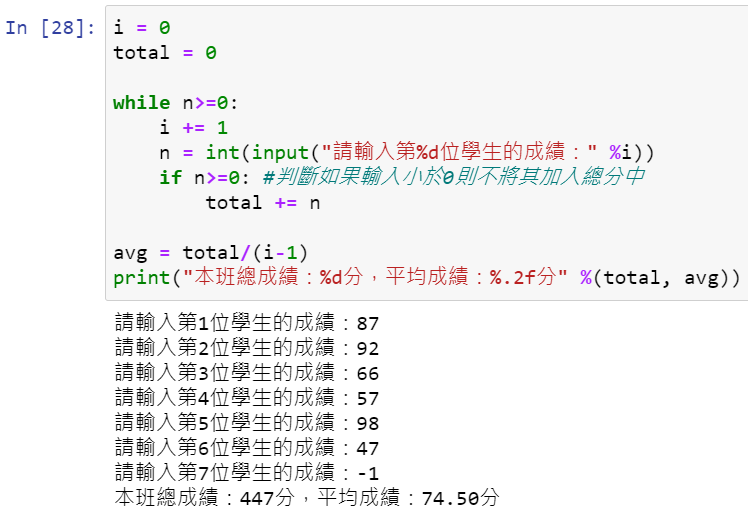 In [28]: i = 0
total = 0
while n>=0:
    i += 1
    n = int(input("請輸入第%d位學生的成績：" %i))
    if n>=0: #判斷如果輸入小於0則不將其加入總分中
        total += n
avg = total/(i-1)
print("本班總成績：%d分，平均成績：%.2f分" %(total, avg))
請輸入第1位學生的成績：87
請輸入第2位學生的成績：92
請輸入第3位學生的成績：66
請輸入第4位學生的成績：57
請輸入第5位學生的成績：98
請輸入第6位學生的成績：47
請輸入第7位學生的成績：-1
本班總成績：447分，平均成績：74.50分